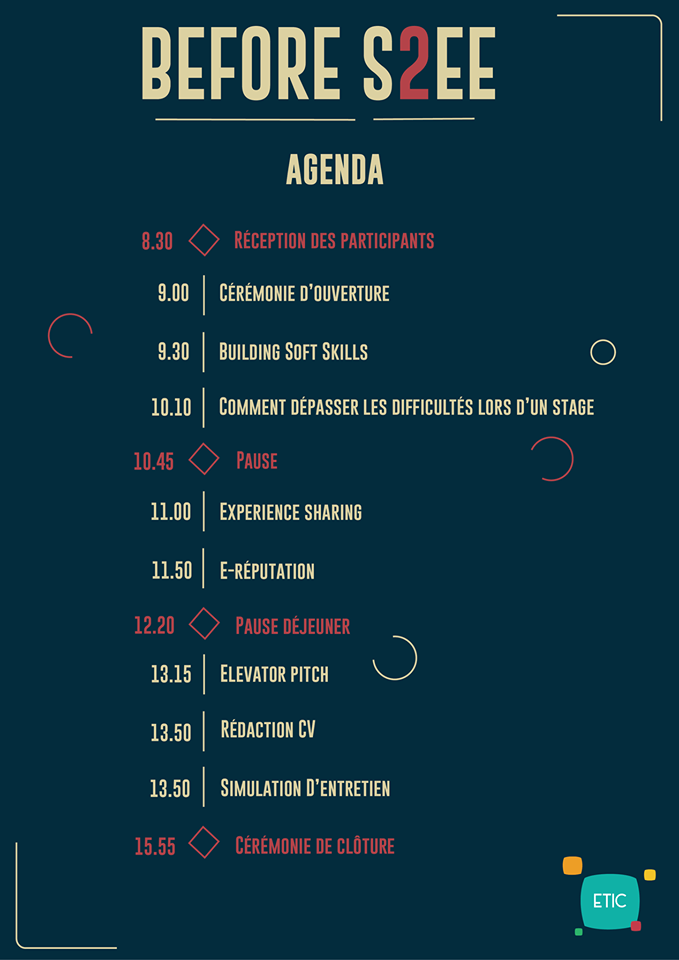 BEFORE S2EE
AGENDA
8.30 RÉCEPTION DES PARTICIPANTS
9.00 CÉRÉMONIE D'OUVERTURE
9.30 BUILDING SOFT SKILLS
10.10 COMMENT DÉPASSER LES DIFFICULTÉS LORS D'UN STAGE
10.45 PAUSE
11.00 EXPERIENCE SHARING
11.50 E-RÉPUTATION
12.20 PAUSE DÉJEUNER
13.15 ELEVATOR PITCH
13.50 RÉDACTION CV
13.50 SIMULATION D'ENTRETIEN
15.55 CÉRÉMONIE DE CLÔTURE
ETIC